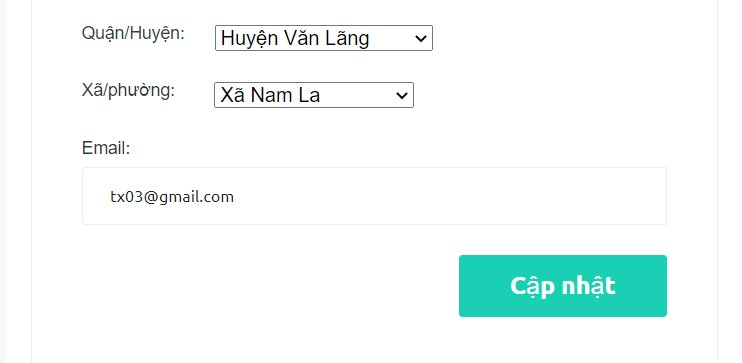 Quận/Huyện: Huyện Văn Lãng
Xã/phường: Xã Nam La
Email:
tx03@gmail.com
Cập nhật